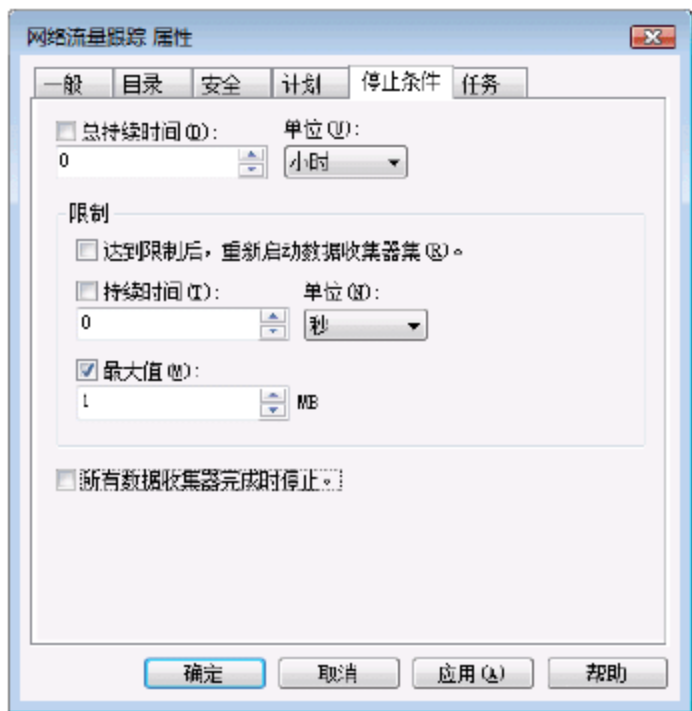 网络流量跟踪 属性
一般 目录 安全 计划 停止条件 任务
总持续时间(D): 单位(U):
0 小时
限制
达到限制后，重新启动数据收集器集(R)。
持续时间(T): 单位(N):
0 秒
最大值(M):
1 MB
所有数据收集器完成时停止。
确定 取消 应用(A) 帮助